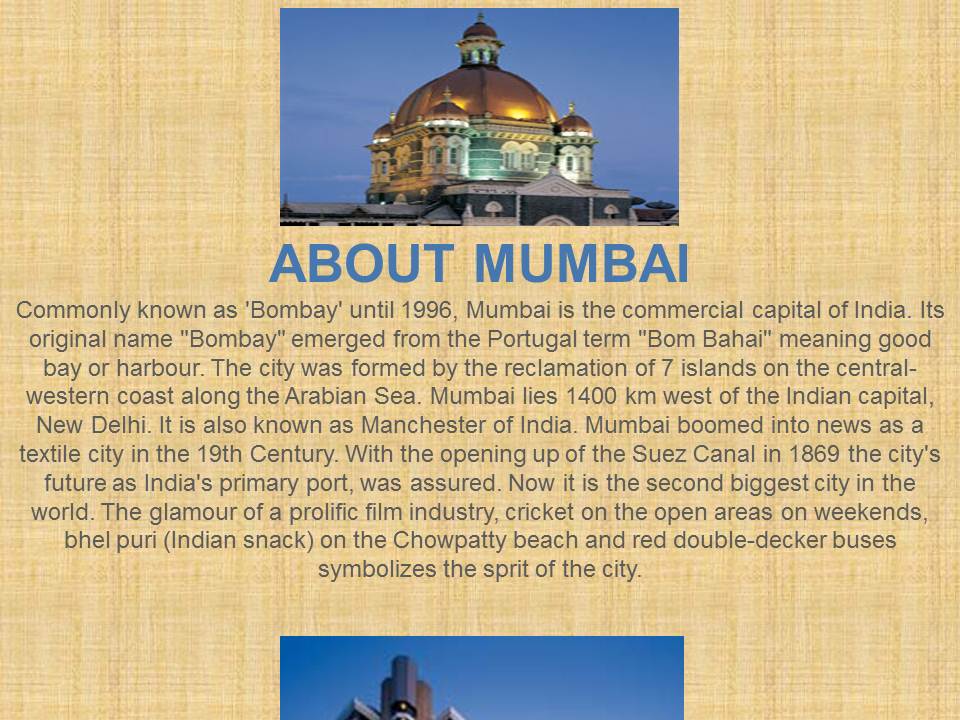 ABOUT MUMBAI
Commonly known as 'Bombay' until 1996, Mumbai is the commercial capital of India. Its
original name "Bombay" emerged from the Portugal term "Bom Bahai" meaning good
bay or harbour. The city was formed by the reclamation of 7 islands on the central-
western coast along the Arabian Sea. Mumbai lies 1400 km west of the Indian capital,
New Delhi. It is also known as Manchester of India. Mumbai boomed into news as a
textile city in the 19th Century. With the opening up of the Suez Canal in 1869 the city's
future as India's primary port, was assured. Now it is the second biggest city in the
world. The glamour of a prolific film industry, cricket on the open areas on weekends,
bhel puri (Indian snack) on the Chowpatty beach and red double-decker buses
symbolizes the sprit of the city.